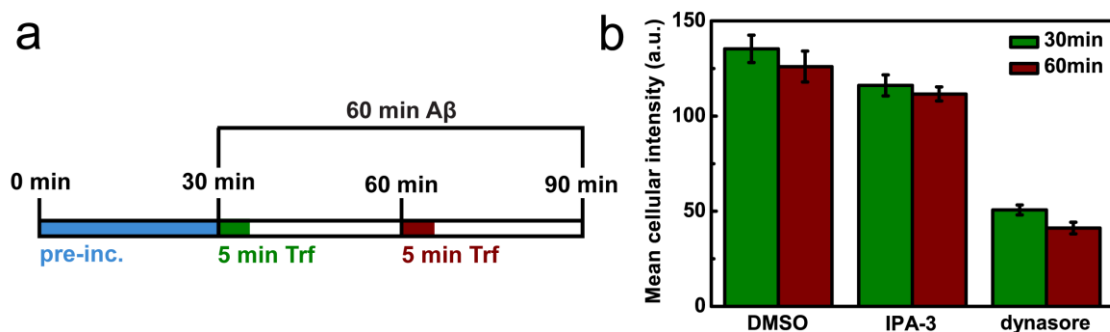 a
60 min Aβ
0 min
30 min
60 min
90 min
pre-inc.
5 min Trf
5 min Trf
b
Mean cellular intensity (a.u.)
150
100
50
0
30min
60min
DMSO
IPA-3
dynasore